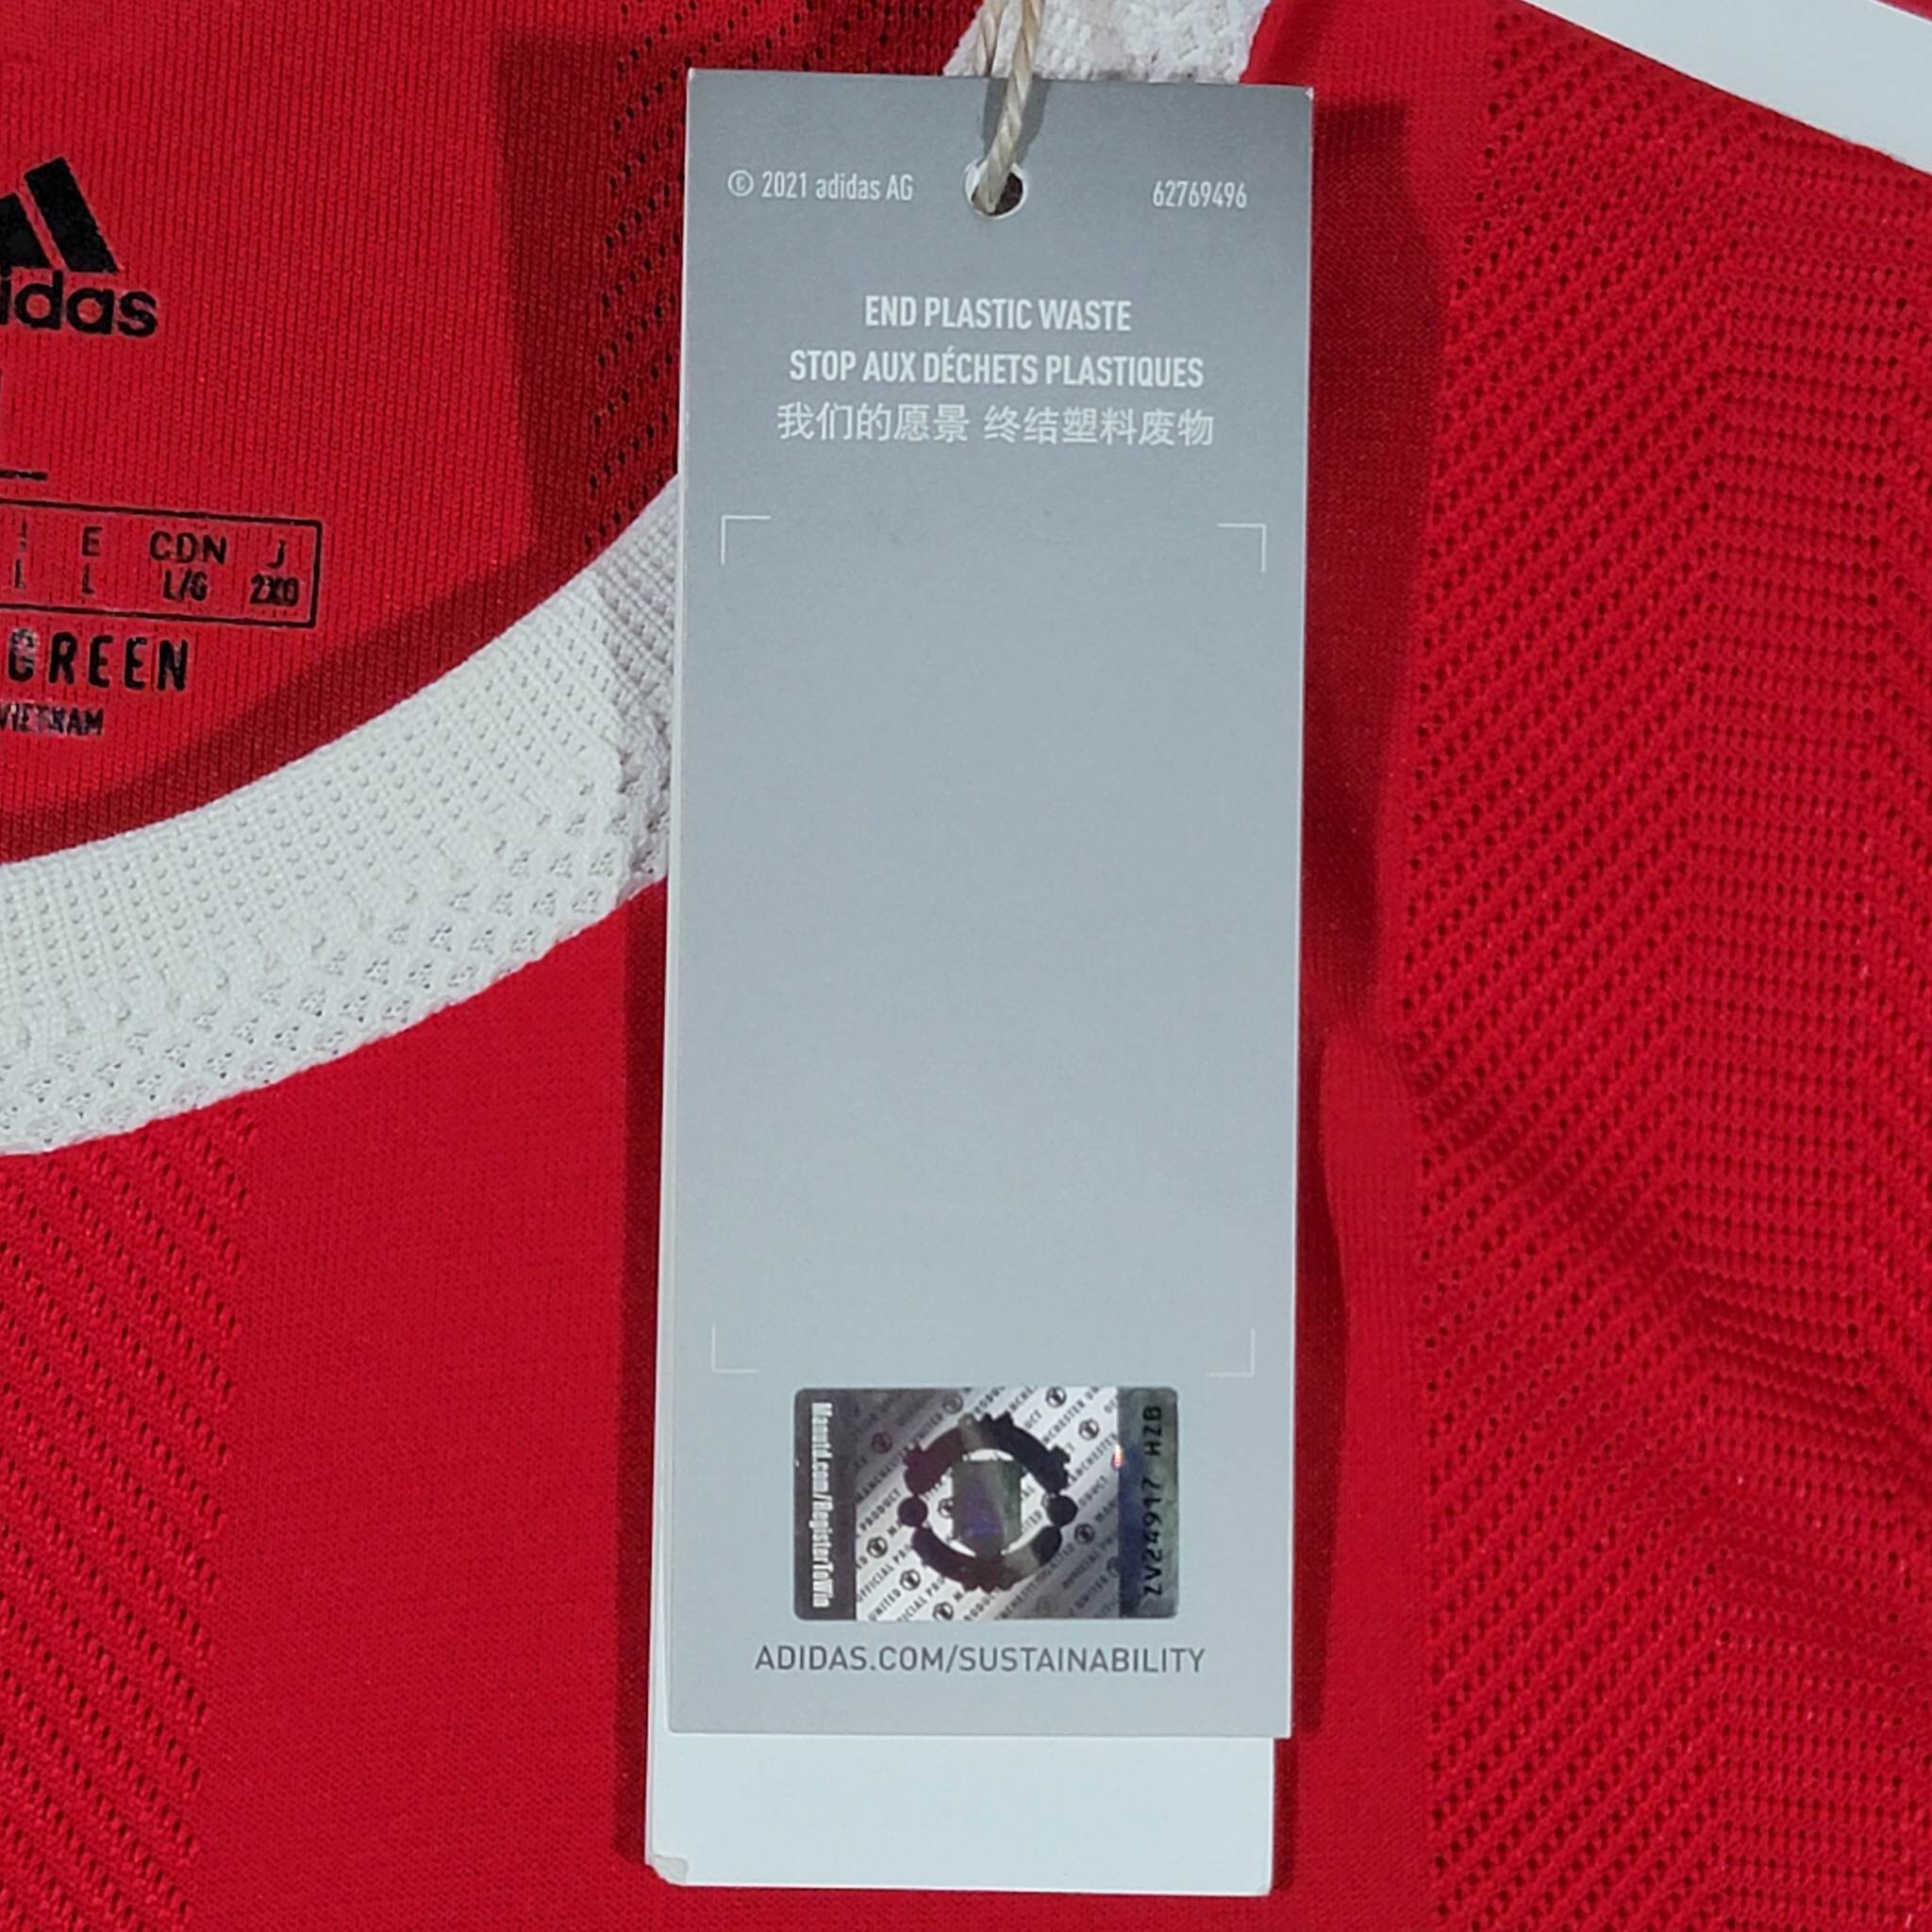 © 2021 adidas AG
62769496
END PLASTIC WASTE
STOP AUX DÉCHETS PLASTIQUES
我们的愿景 终结塑料废物
idas
E CDN J
L L/G 2XO
GREEN
VIETNAM
Manutd.com/RegisterToWin
ZV24917 HZB
ADIDAS.COM/SUSTAINABILITY